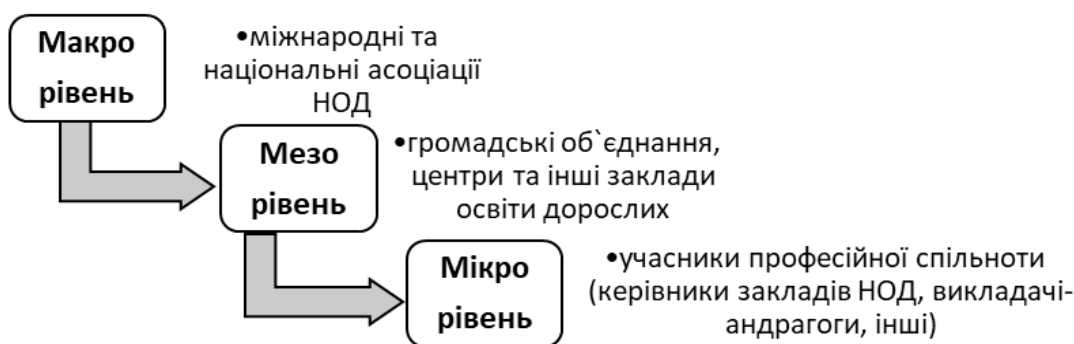 Макро
рівень
•міжнародні та
національні асоціації
НОД
Мезо
рівень
•громадські об`єднання,
центри та інші заклади
освіти дорослих
Мікро
рівень
•учасники професійної спільноти
(керівники закладів НОД, викладачі-
андрагоги, інші)